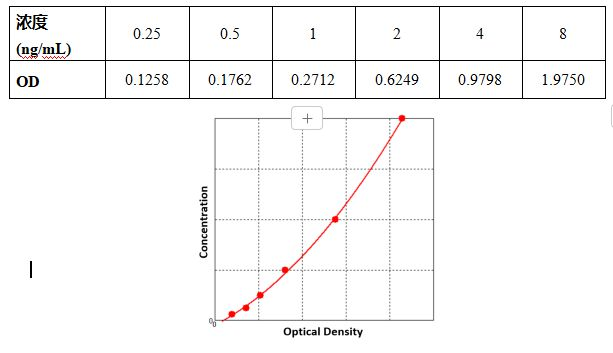 浓度
(ng/mL) 0.25 0.5 1 2 4 8
OD 0.1258 0.1762 0.2712 0.6249 0.9798 1.9750
+
Concentration
0
0
Optical Density